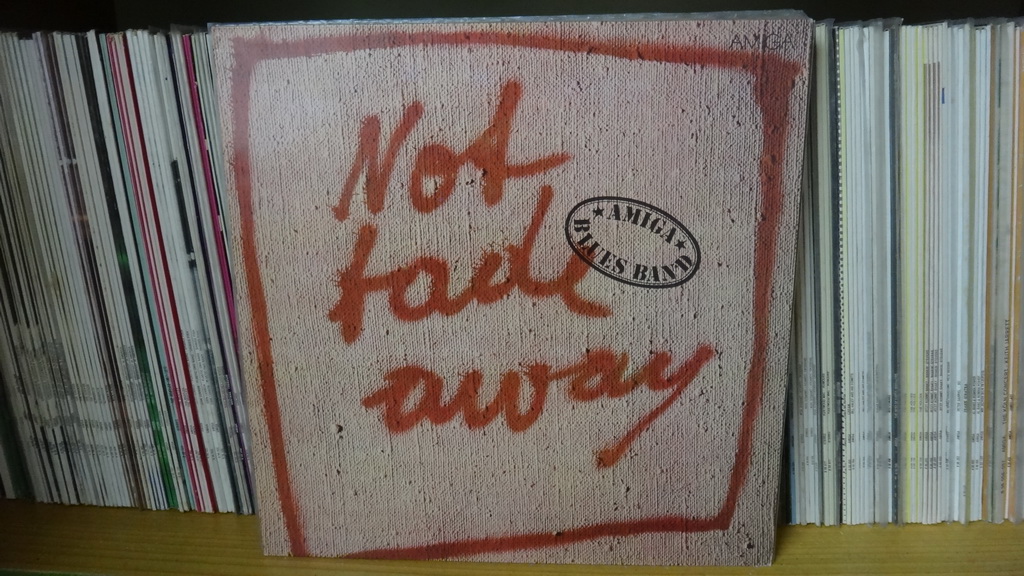 AMIGA
Not
fade
away
★AMIGA★
BLUES BAND